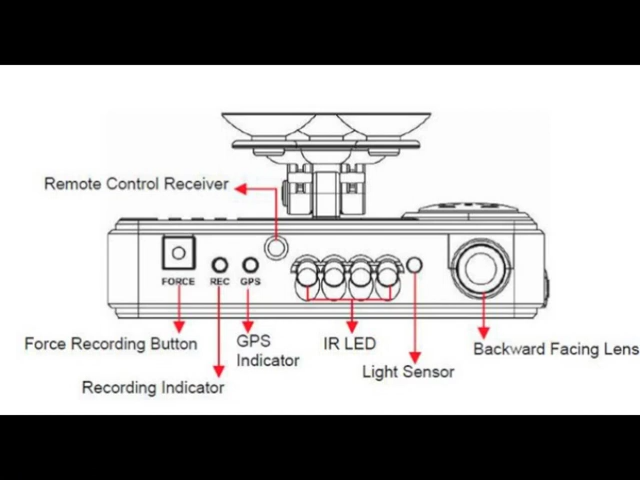 Remote Control Receiver
FORCE REC GPS
Force Recording Button
GPS
Indicator
IR LED
Backward Facing Lens
Light Sensor
Recording Indicator